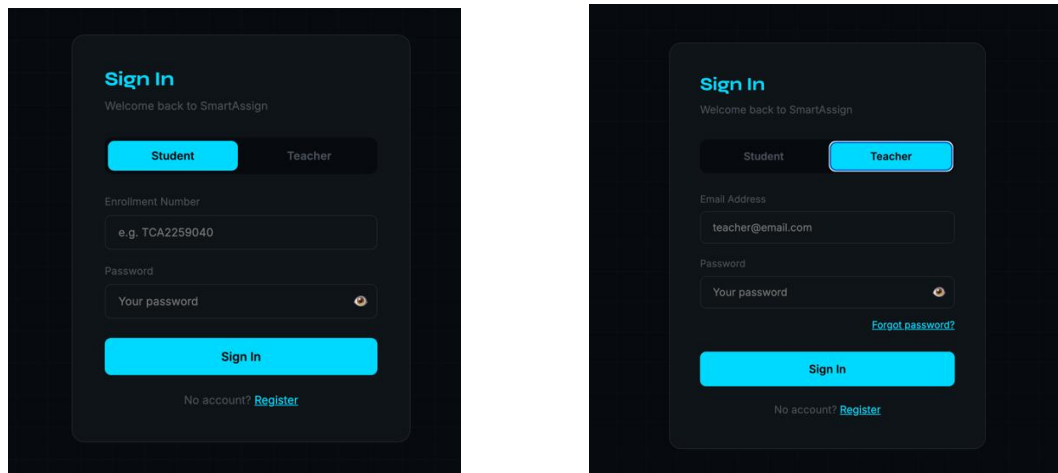 Sign In
Welcome back to SmartAssign
Student Teacher
Enrollment Number
e.g. TCA2259040
Password
Your password
Sign In
No account? Register
Sign In
Welcome back to SmartAssign
Student Teacher
Email Address
teacher@email.com
Password
Your password
Forgot password?
Sign In
No account? Register